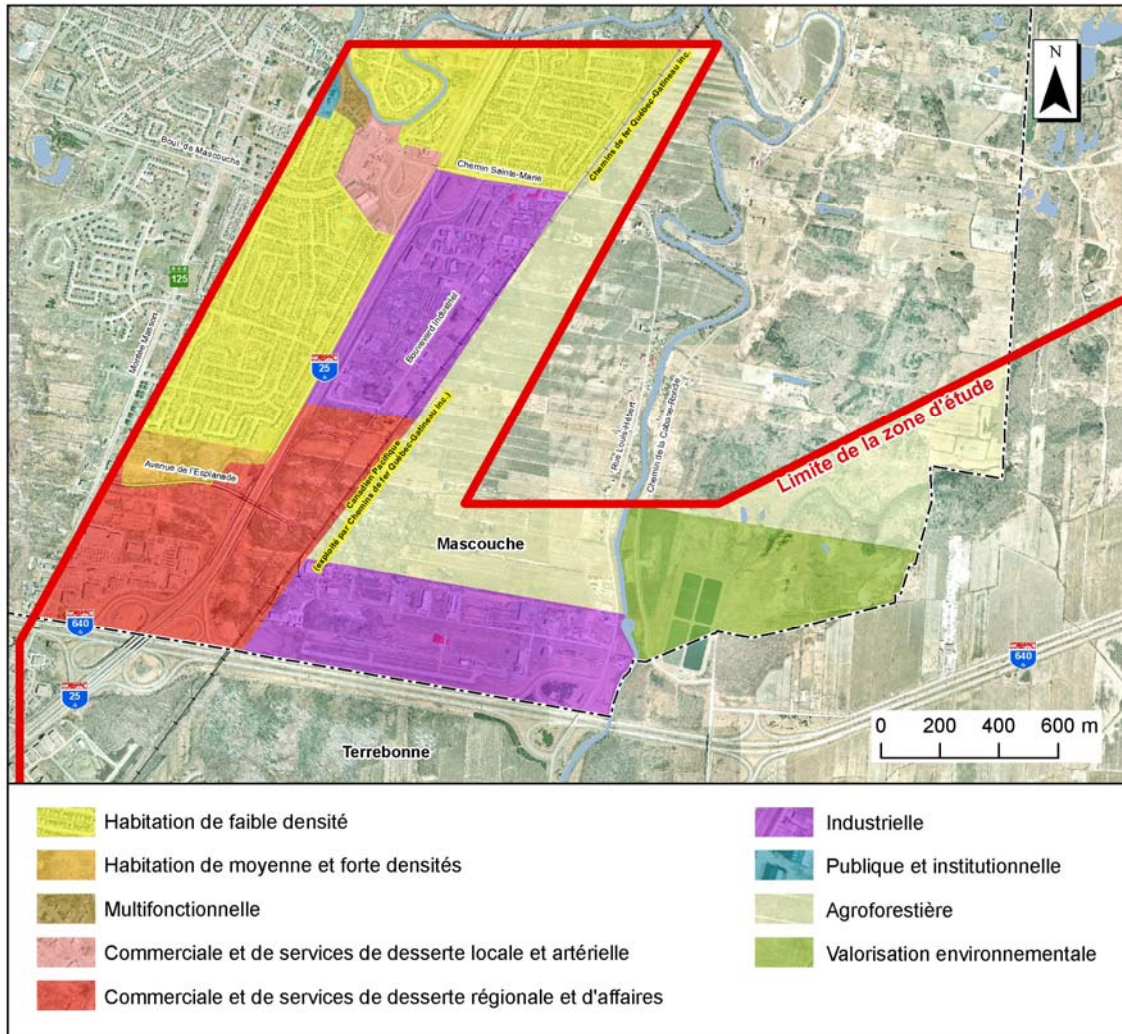 N
Chemins de fer Québec-Gatineau Inc.
Boul. de Mascouche
Chemin Sainte-Marie
125
Montée Masson
Boulevard Industriel
25
Rue Louis-Hébert
Chemin de la Cabane-Ronde
Limite de la zone d'étude
Avenue de l'Esplanade
Canadien Pacifique
(exploité par Chemins de fer Québec-Gatineau Inc.)
Mascouche
640
640
25
0 200 400 600 m
Terrebonne
Habitation de faible densité
Habitation de moyenne et forte densités
Multifonctionnelle
Commerciale et de services de desserte locale et artérielle
Commerciale et de services de desserte régionale et d'affaires
Industrielle
Publique et institutionnelle
Agroforestière
Valorisation environnementale